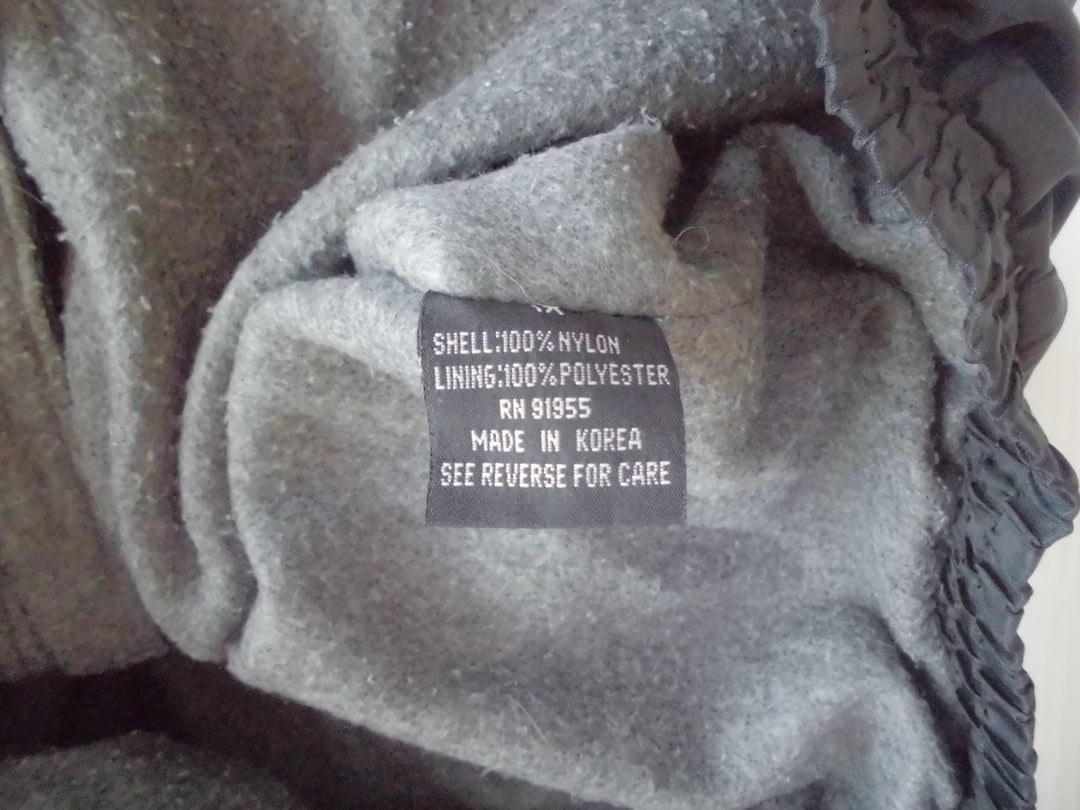 SHELL:100% NYLON
LINING:100% POLYESTER
RN 91955
MADE IN KOREA
SEE REVERSE FOR CARE